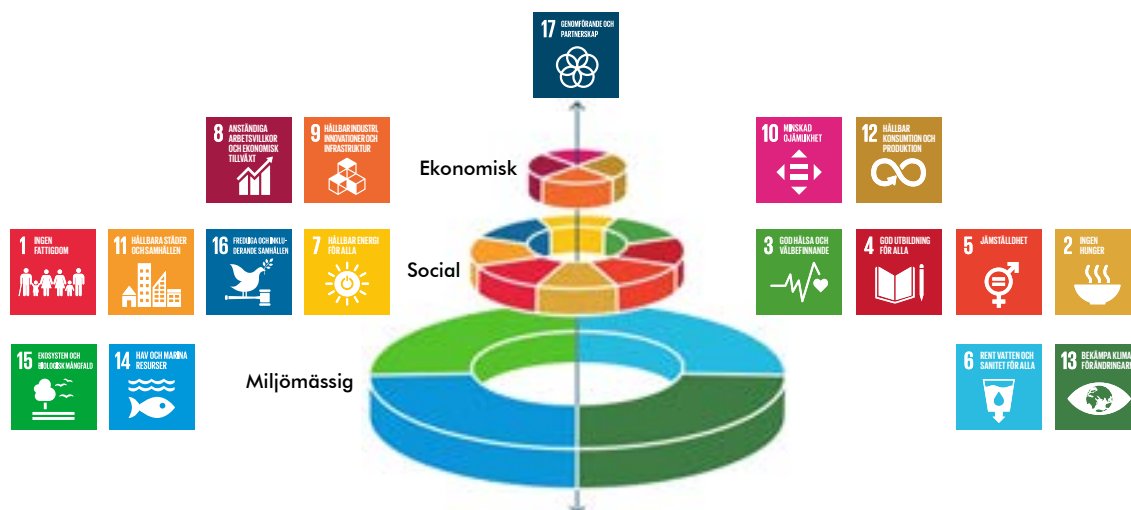 17 GENOMFÖRANDE OCH
PARTNERSKAP
8 ANSTÄNDIGA
ARBETSVILLKOR
OCH EKONOMISK
TILLVÄXT
9 HÅLLBAR INDUSTRI,
INNOVATIONER OCH
INFRASTRUKTUR
Ekonomisk
10 MINSKAD
OJÄMLIKHET
12 HÅLLBAR
KONSUMTION OCH
PRODUKTION
1 INGEN
FATTIGDOM
11 HÅLLBARA STÄDER
OCH SAMHÄLLEN
16 FREDLIGA OCH INKLU-
DERANDE SAMHÄLLEN
7 HÅLLBAR ENERGI
FÖR ALLA
Social
3 GOD HÄLSA OCH
VÄLBEFINNANDE
4 GOD UTBILDNING
FÖR ALLA
5 JÄMSTÄLLDHET
2 INGEN
HUNGER
15 EKOSYSTEM OCH
BIOLOGISK MÅNGFALD
14 HAV OCH MARINA
RESURSER
Miljömässig
6 RENT VATTEN OCH
SANITET FÖR ALLA
13 BEKÄMPA KLIMA
FÖRÄNDRINGARN